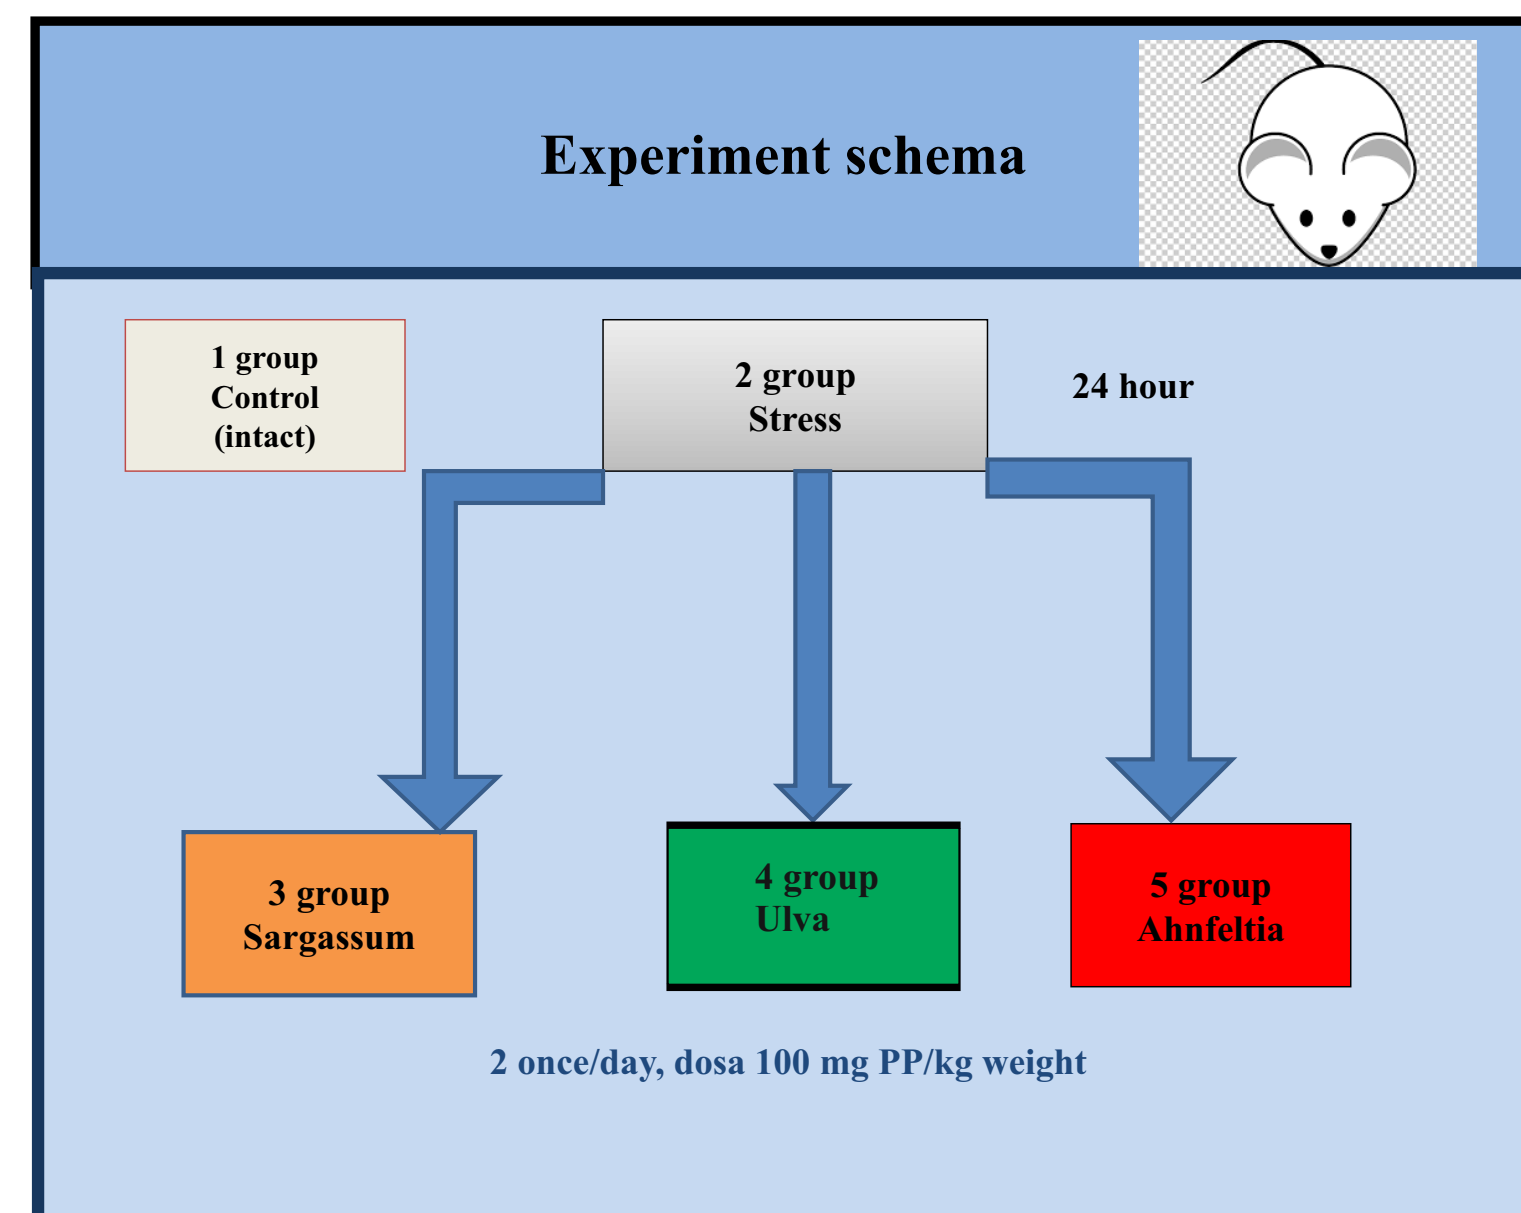 Experiment schema
1 group
Control
(intact)
2 group
Stress
24 hour
3 group
Sargassum
4 group
Ulva
5 group
Ahnfeltia
2 once/day, dosa 100 mg PP/kg weight